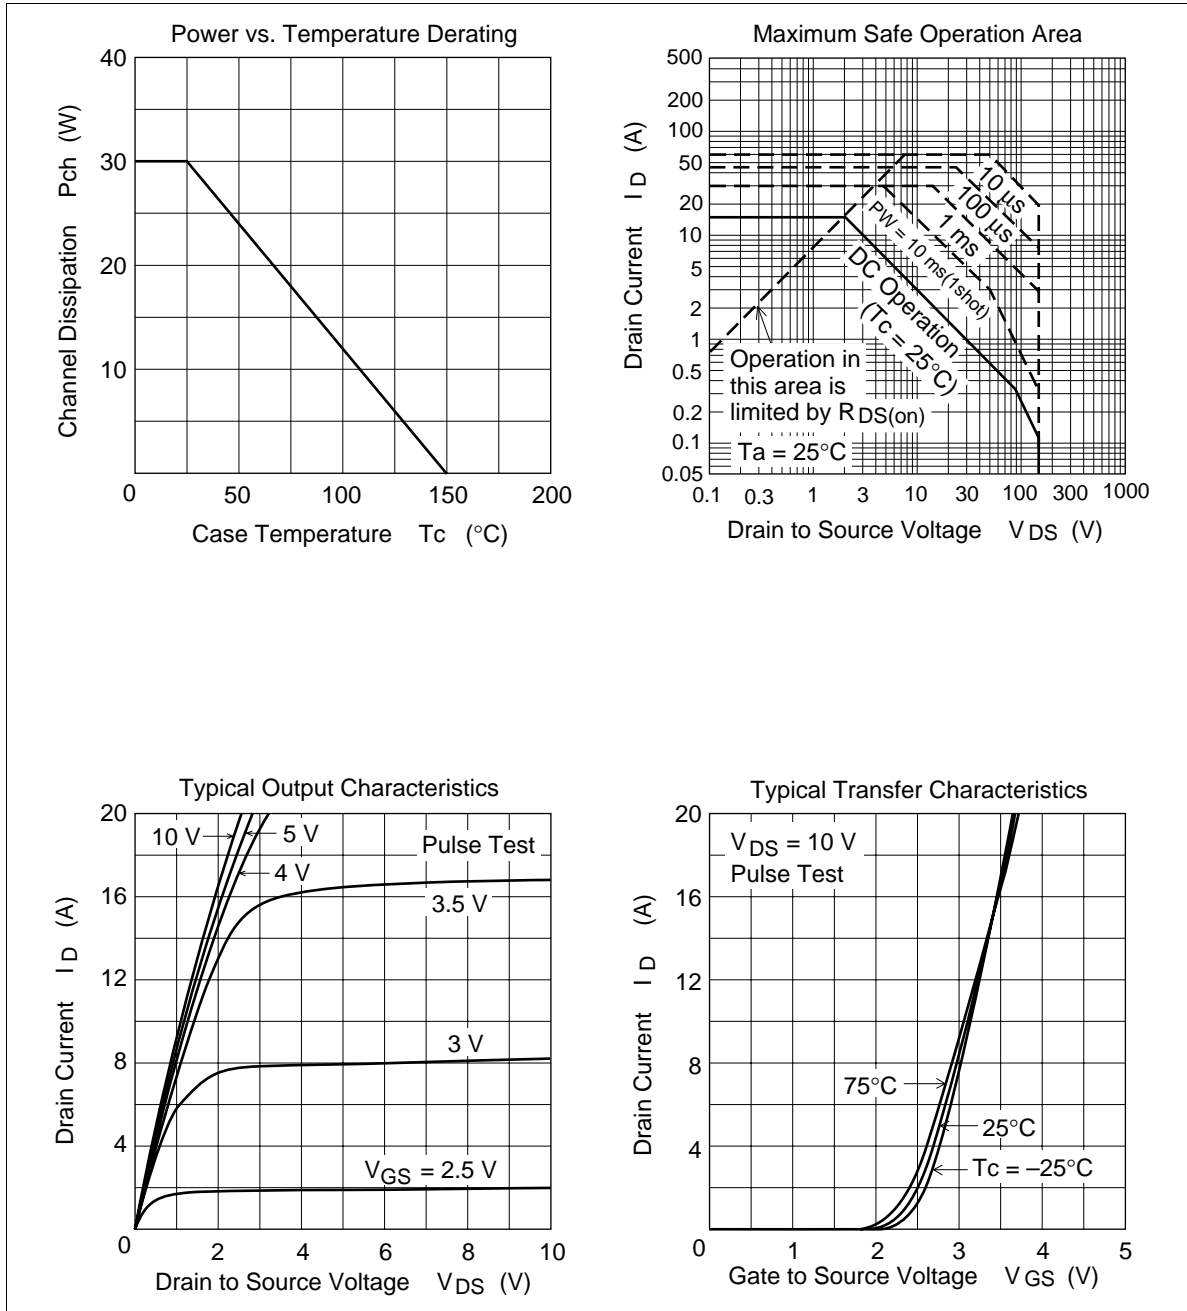 Power vs. Temperature Derating
40
30
20
10
0 50 100 150 200
Channel Dissipation Pch (W)
Case Temperature Tc (°C)
Maximum Safe Operation Area
500
200
100
50
20
10
5
2
1
0.5
0.2
0.1
0.05
0.1 0.3 1 3 10 30 100 300 1000
Drain Current I D (A)
10 µs
100 µs
1 ms
PW = 10 ms(1shot)
DC Operation
(Tc = 25°C)
Operation in
this area is
limited by R DS(on)
Ta = 25°C
Drain to Source Voltage V DS (V)
Typical Output Characteristics
20
16
12
8
4
0 2 4 6 8 10
Drain Current I D (A)
10 V
5 V
4 V
Pulse Test
3.5 V
3 V
VGS = 2.5 V
Drain to Source Voltage V DS (V)
Typical Transfer Characteristics
20
16
12
8
4
0 1 2 3 4 5
Drain Current I D (A)
V DS = 10 V
Pulse Test
75°C
25°C
Tc = –25°C
Gate to Source Voltage V GS (V)